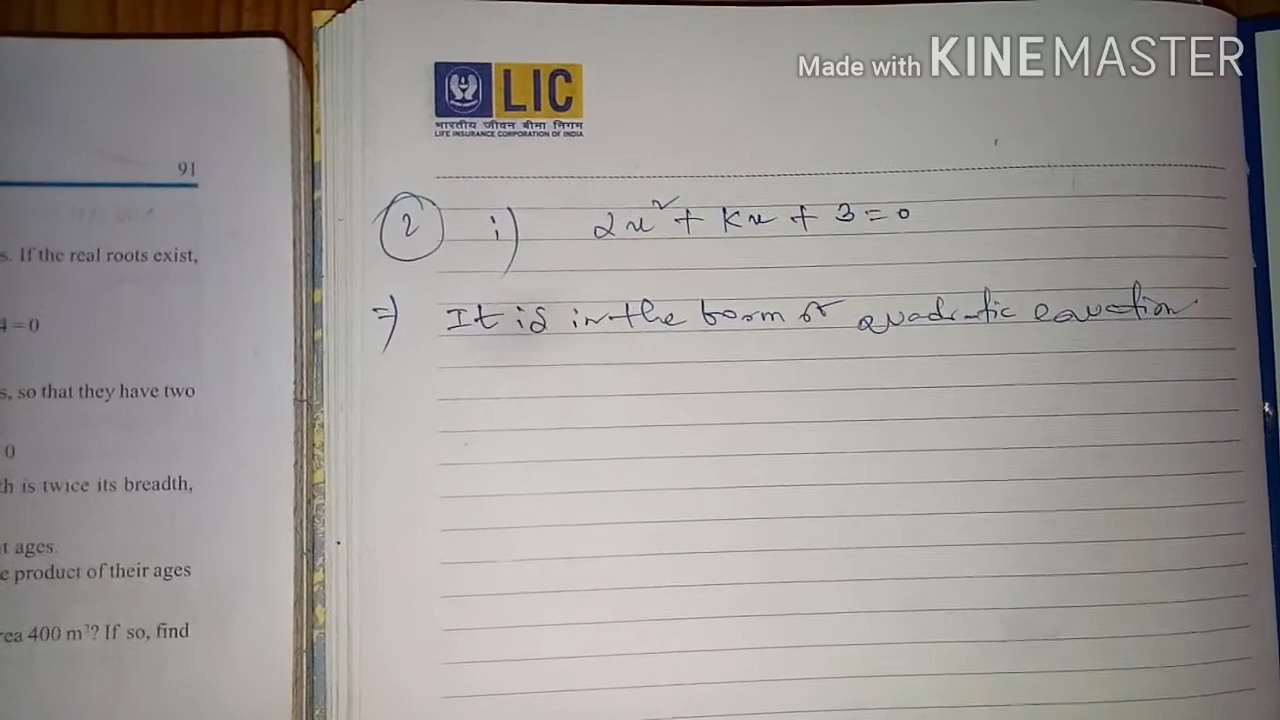 91
s. If the real roots exist,
4 = 0
s, so that they have two
0
th is twice its breadth,
t ages.
e product of their ages
rea 400 m²? If so, find
Made with KINEMASTER
LIC
भारतीय जीवन बीमा निगम
LIFE INSURANCE CORPORATION OF INDIA
2 i) 2x² + kx + 3 = 0
=) It is in the form of quadratic equation